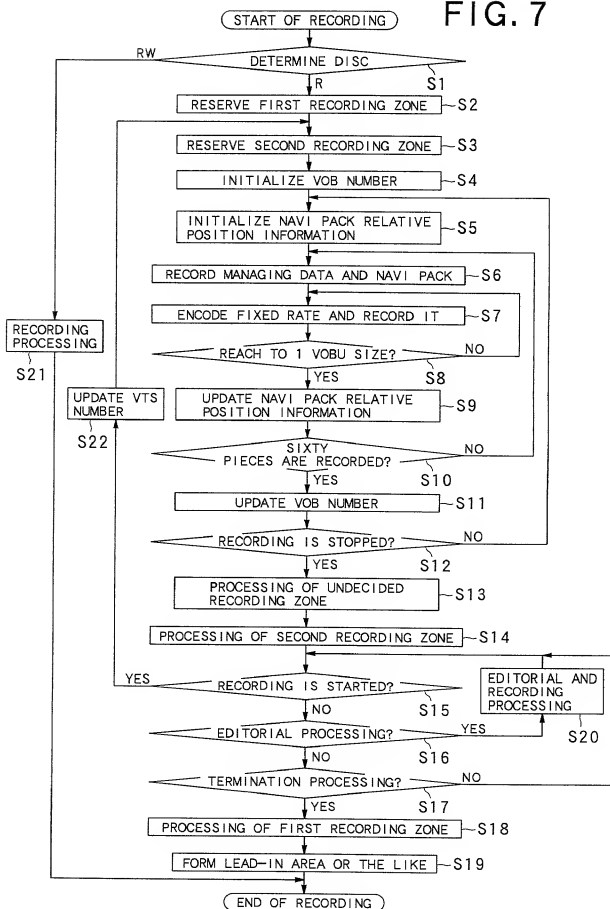 FIG. 7
START OF RECORDING
RW
DETERMINE DISC
S1
R
RESERVE FIRST RECORDING ZONE
S2
RESERVE SECOND RECORDING ZONE
S3
INITIALIZE VOB NUMBER
S4
INITIALIZE NAVI PACK RELATIVE
POSITION INFORMATION
S5
RECORD MANAGING DATA AND NAVI PACK
S6
ENCODE FIXED RATE AND RECORD IT
S7
RECORDING
PROCESSING
S21
REACH TO 1 VOBU SIZE?
NO
S8
YES
UPDATE VTS
NUMBER
S22
UPDATE NAVI PACK RELATIVE
POSITION INFORMATION
S9
SIXTY
PIECES ARE RECORDED?
NO
S10
YES
UPDATE VOB NUMBER
S11
RECORDING IS STOPPED?
NO
S12
YES
PROCESSING OF UNDECIDED
RECORDING ZONE
S13
PROCESSING OF SECOND RECORDING ZONE
S14
YES
RECORDING IS STARTED?
S15
NO
EDITORIAL AND
RECORDING
PROCESSING
S20
EDITORIAL PROCESSING?
YES
S16
NO
TERMINATION PROCESSING?
NO
S17
YES
PROCESSING OF FIRST RECORDING ZONE
S18
FORM LEAD-IN AREA OR THE LIKE
S19
END OF RECORDING